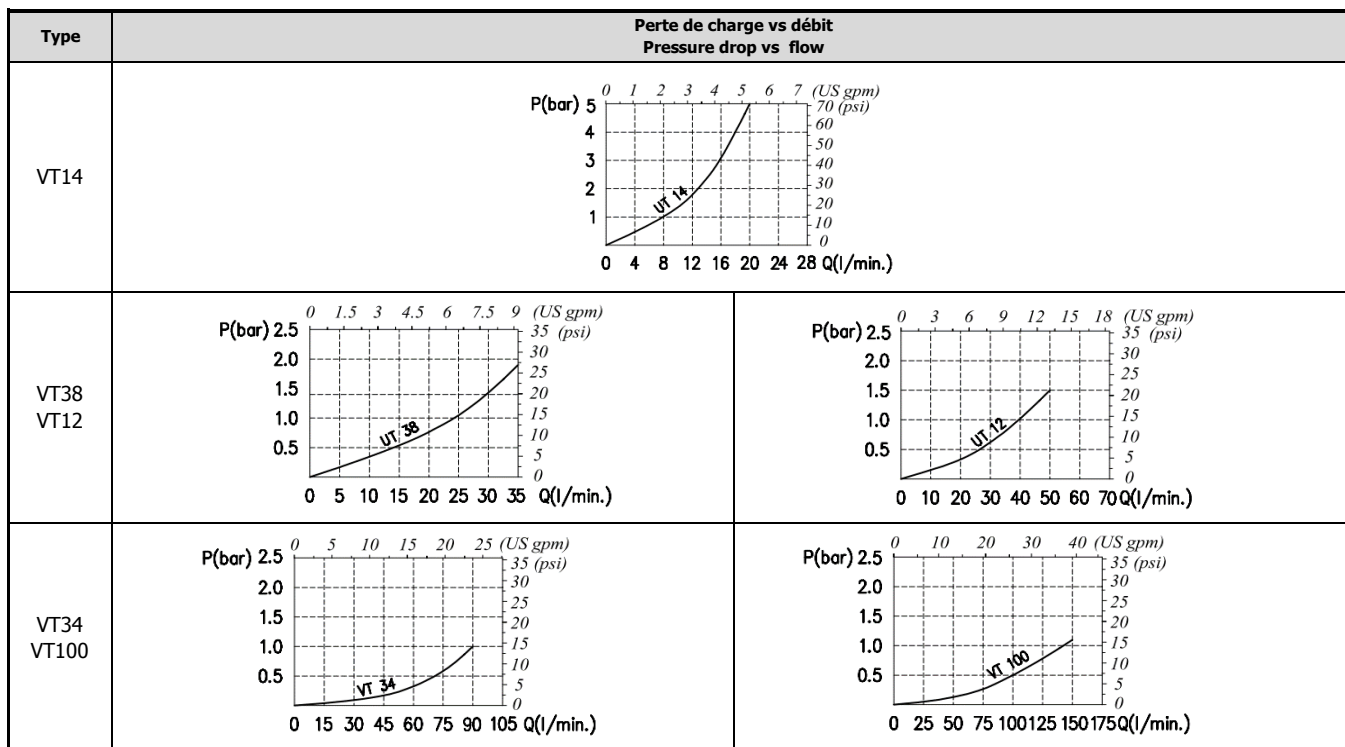 Type
Perte de charge vs débit
Pressure drop vs flow
VT14
0 1 2 3 4 5 6 7 (US gpm)
P(bar) 5 70 (psi)
60
4
50
3 40
30
2
20
1 10
0
UT 14
0 4 8 12 16 20 24 28 Q(l/min.)
VT38
VT12
0 1.5 3 4.5 6 7.5 9 (US gpm)
P(bar) 2.5 35 (psi)
30
2.0
25
1.5 20
15
1.0
10
0.5
5
0
UT 38
0 5 10 15 20 25 30 35 Q(l/min.)
0 3 6 9 12 15 18 (US gpm)
P(bar) 2.5 35 (psi)
30
2.0
25
1.5 20
15
1.0
10
0.5
5
0
UT 12
0 10 20 30 40 50 60 70Q(l/min.)
VT34
VT100
0 5 10 15 20 25 (US gpm)
P(bar) 2.5 35 (psi)
30
2.0
25
1.5 20
15
1.0
10
0.5
5
0
VT 34
0 15 30 45 60 75 90 105 Q(l/min.)
0 10 20 30 40 (US gpm)
P(bar) 2.5 35 (psi)
30
2.0
25
1.5 20
15
1.0
10
0.5
5
0
VT 100
0 25 50 75 100125 150175Q(l/min.)